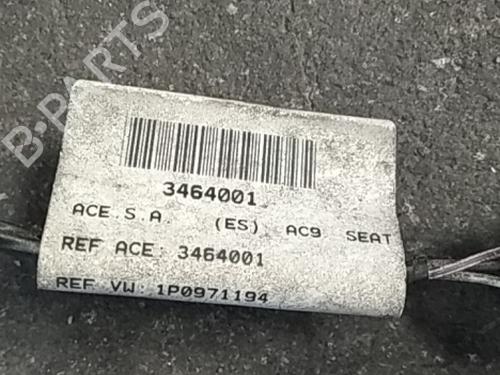 B-PARTS
3464001
ACE.S.A. (ES) AC9 SEAT
REF ACE: 3464001
REF VW: 1P0971194